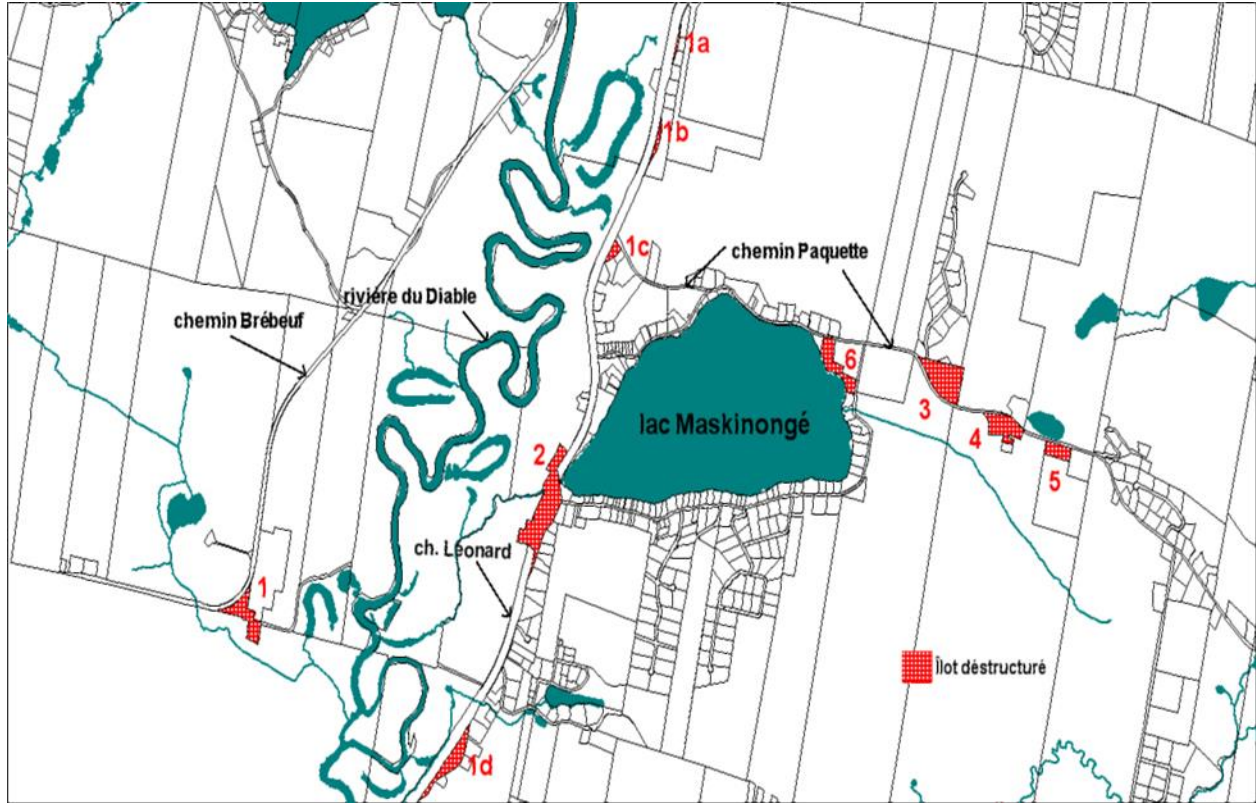 1a
1b
1c
chemin Paquette
rivière du Diable
chemin Brébeuf
6
3
lac Maskinongé
4
2
5
ch. Léonard
1
Îlot déstructuré
1d